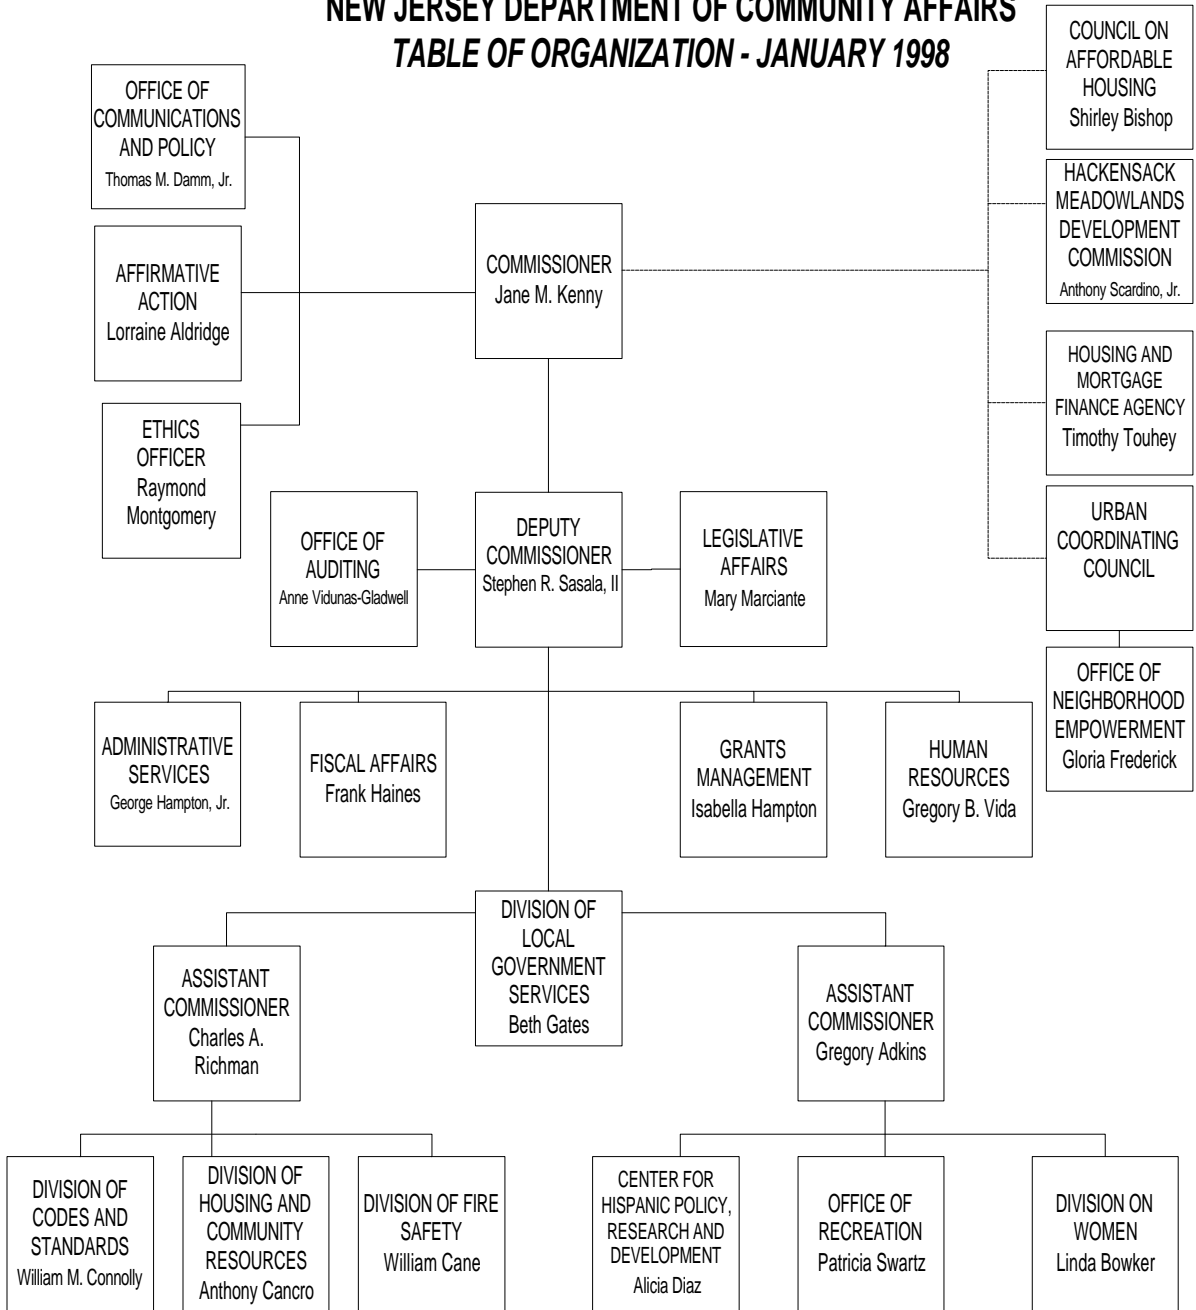 NEW JERSEY DEPARTMENT OF COMMUNITY AFFAIRS
TABLE OF ORGANIZATION - JANUARY 1998
OFFICE OF
COMMUNICATIONS
AND POLICY
Thomas M. Damm, Jr.
AFFIRMATIVE
ACTION
Lorraine Aldridge
ETHICS
OFFICER
Raymond
Montgomery
COMMISSIONER
Jane M. Kenny
COUNCIL ON
AFFORDABLE
HOUSING
Shirley Bishop
HACKENSACK
MEADOWLANDS
DEVELOPMENT
COMMISSION
Anthony Scardino, Jr.
HOUSING AND
MORTGAGE
FINANCE AGENCY
Timothy Touhey
URBAN
COORDINATING
COUNCIL
OFFICE OF
NEIGHBORHOOD
EMPOWERMENT
Gloria Frederick
OFFICE OF
AUDITING
Anne Vidunas-Gladwell
DEPUTY
COMMISSIONER
Stephen R. Sasala, II
LEGISLATIVE
AFFAIRS
Mary Marciante
ADMINISTRATIVE
SERVICES
George Hampton, Jr.
FISCAL AFFAIRS
Frank Haines
GRANTS
MANAGEMENT
Isabella Hampton
HUMAN
RESOURCES
Gregory B. Vida
DIVISION OF
LOCAL
GOVERNMENT
SERVICES
Beth Gates
ASSISTANT
COMMISSIONER
Charles A.
Richman
ASSISTANT
COMMISSIONER
Gregory Adkins
DIVISION OF
CODES AND
STANDARDS
William M. Connolly
DIVISION OF
HOUSING AND
COMMUNITY
RESOURCES
Anthony Cancro
DIVISION OF FIRE
SAFETY
William Cane
CENTER FOR
HISPANIC POLICY,
RESEARCH AND
DEVELOPMENT
Alicia Diaz
OFFICE OF
RECREATION
Patricia Swartz
DIVISION ON
WOMEN
Linda Bowker